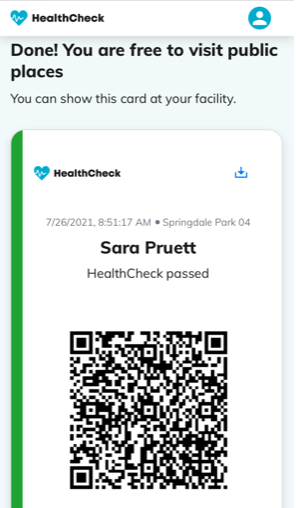 HealthCheck
Done! You are free to visit public
places
You can show this card at your facility.
HealthCheck
7/26/2021, 8:51:17 AM • Springdale Park 04
Sara Pruett
HealthCheck passed